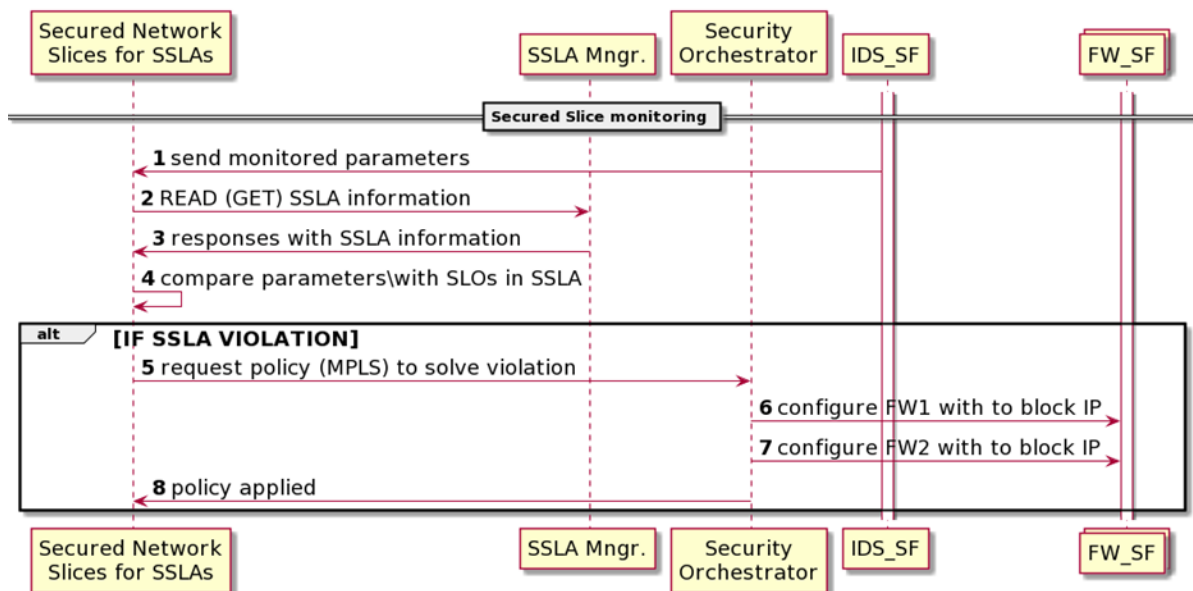 Secured Network
Slices for SSLAs
SSLA Mngr.
Security
Orchestrator
IDS_SF
FW_SF
Secured Slice monitoring
1 send monitored parameters
2 READ (GET) SSLA information
3 responses with SSLA information
4 compare parameters\with SLOs in SSLA
alt
[IF SSLA VIOLATION]
5 request policy (MPLS) to solve violation
6 configure FW1 with to block IP
7 configure FW2 with to block IP
8 policy applied
Secured Network
Slices for SSLAs
SSLA Mngr.
Security
Orchestrator
IDS_SF
FW_SF